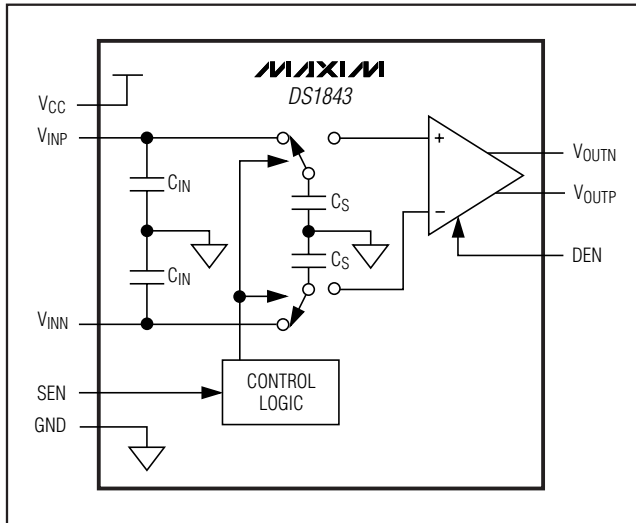 MAXIM
DS1843
VCC
VINP
CIN
CS
+
VOUTN
VOUTP
CIN
CS
−
DEN
VINN
SEN
CONTROL
LOGIC
GND